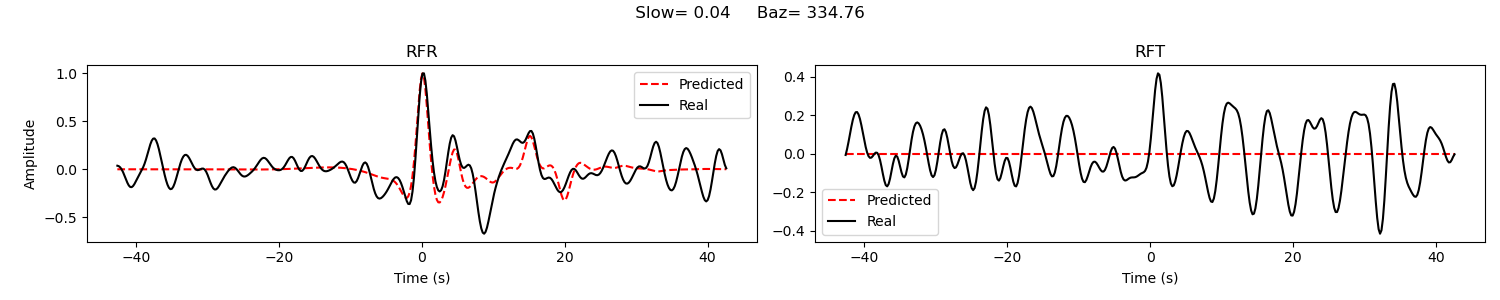 Slow= 0.04 Baz= 334.76
RFR
RFT
Amplitude
1.0
0.5
0.0
−0.5
−40
−20
0
20
40
Time (s)
Predicted
Real
0.4
0.2
0.0
−0.2
−0.4
−40
−20
0
20
40
Time (s)
Predicted
Real